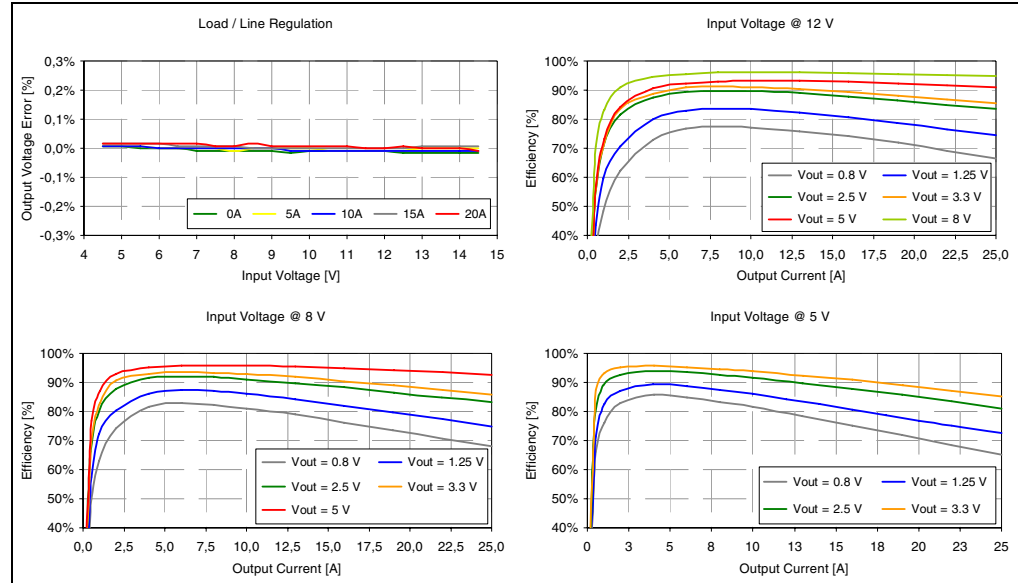 Load / Line Regulation
Output Voltage Error [%]
0,3%
0,2%
0,1%
0,0%
-0,1%
-0,2%
-0,3%
0A 5A 10A 15A 20A
4 5 6 7 8 9 10 11 12 13 14 15
Input Voltage [V]
Input Voltage @ 12 V
Efficiency [%]
100%
90%
80%
70%
60%
50%
40%
Vout = 0.8 V Vout = 1.25 V
Vout = 2.5 V Vout = 3.3 V
Vout = 5 V Vout = 8 V
0,0 2,5 5,0 7,5 10,0 12,5 15,0 17,5 20,0 22,5 25,0
Output Current [A]
Input Voltage @ 8 V
Efficiency [%]
100%
90%
80%
70%
60%
50%
40%
Vout = 0.8 V Vout = 1.25 V
Vout = 2.5 V Vout = 3.3 V
Vout = 5 V
0,0 2,5 5,0 7,5 10,0 12,5 15,0 17,5 20,0 22,5 25,0
Output Current [A]
Input Voltage @ 5 V
Efficiency [%]
100%
90%
80%
70%
60%
50%
40%
Vout = 0.8 V Vout = 1.25 V
Vout = 2.5 V Vout = 3.3 V
0 3 5 8 10 13 15 18 20 23 25
Output Current [A]